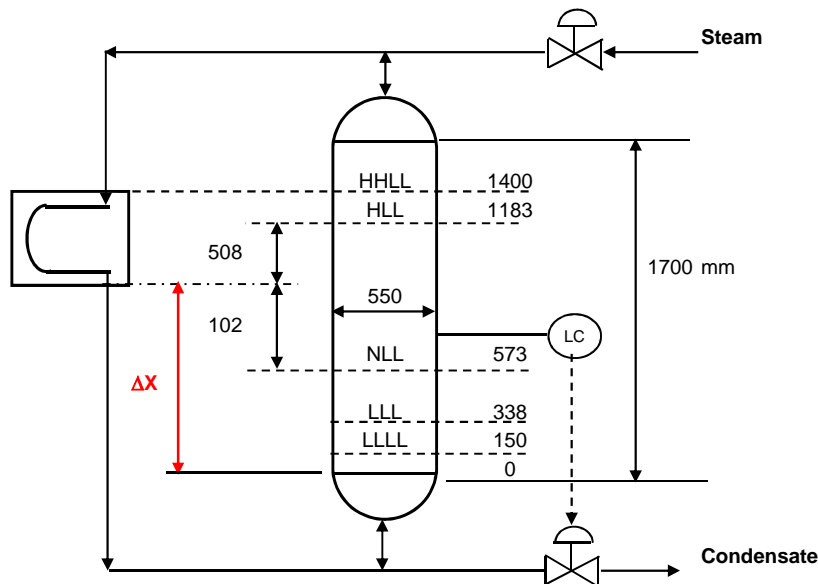 Steam
HHLL 1400
HLL 1183
508
1700 mm
550
102
LC
NLL 573
ΔX
LLL 338
LLLL 150
0
Condensate